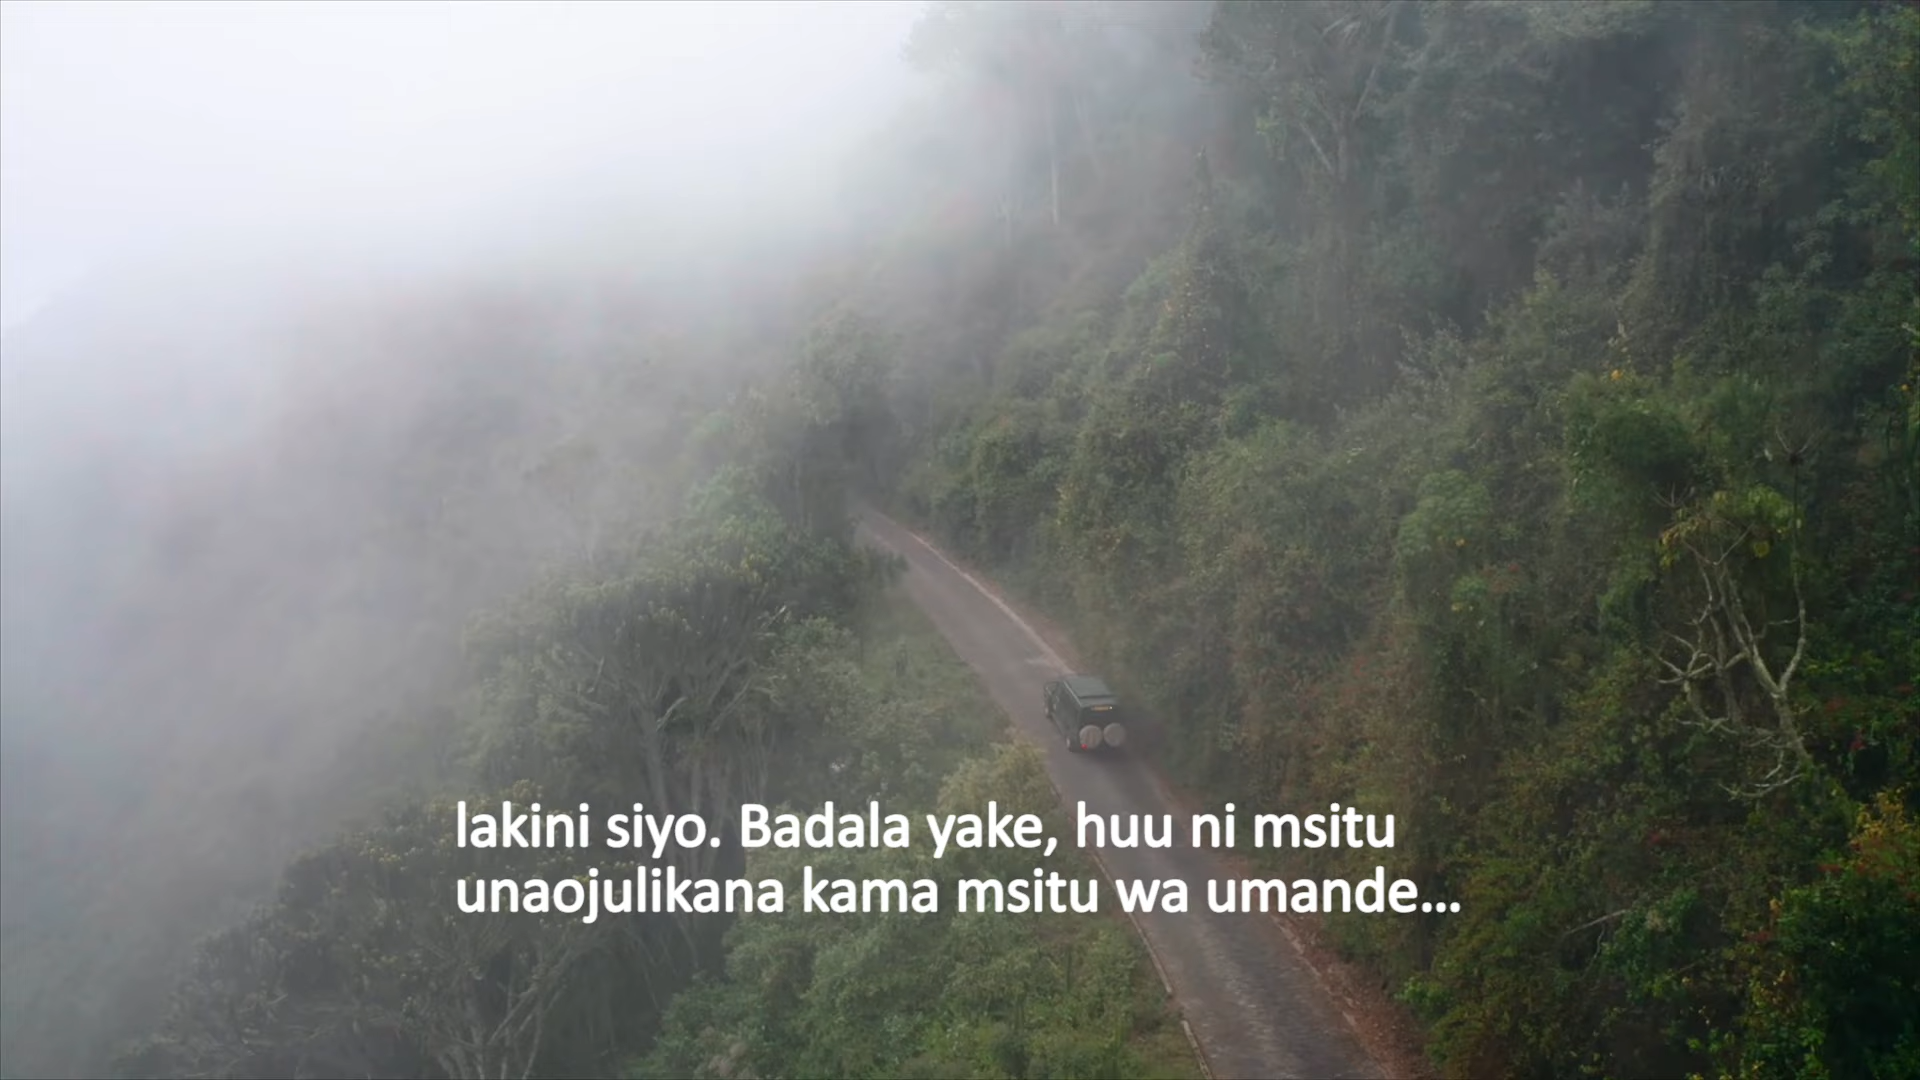 lakini siyo. Badala yake, huu ni msitu
unaojulikana kama msitu wa umande...